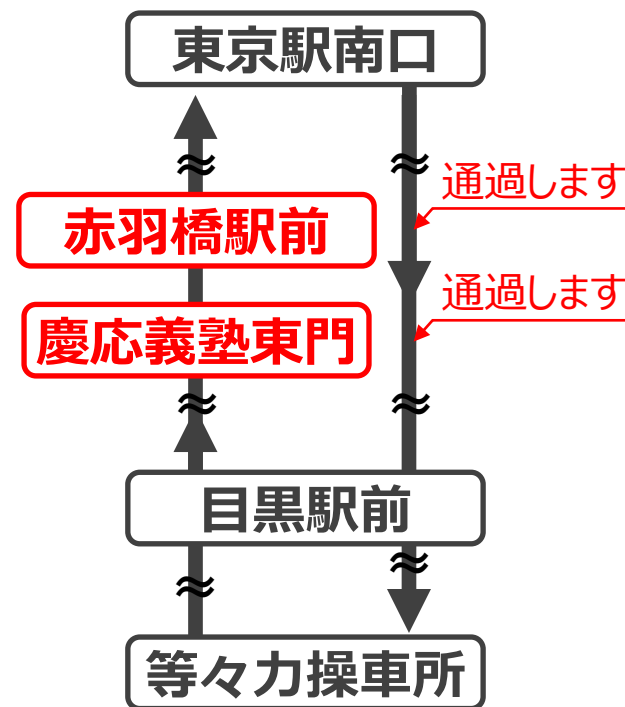 東京駅南口
通過します
赤羽橋駅前
通過します
慶応義塾東門
目黒駅前
等々力操車所